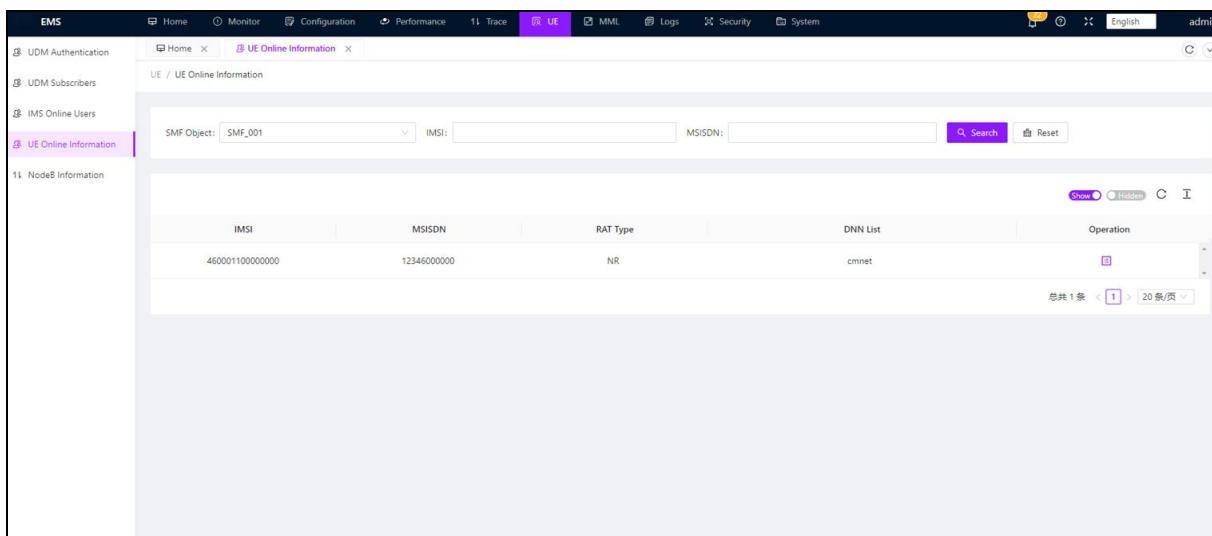 EMS Home Monitor Configuration Performance Trace UE MML Logs Security System 22 English admi
UDM Authentication
UDM Subscribers
IMS Online Users
UE Online Information
NodeB Information
Home UE Online Information
UE / UE Online Information
SMF Object: SMF_001 IMSI: MSISDN: Search Reset
Show Hidden
IMSI MSISDN RAT Type DNN List Operation
460001100000000 12346000000 NR cmnet
总共 1 条 < 1 > 20 条/页